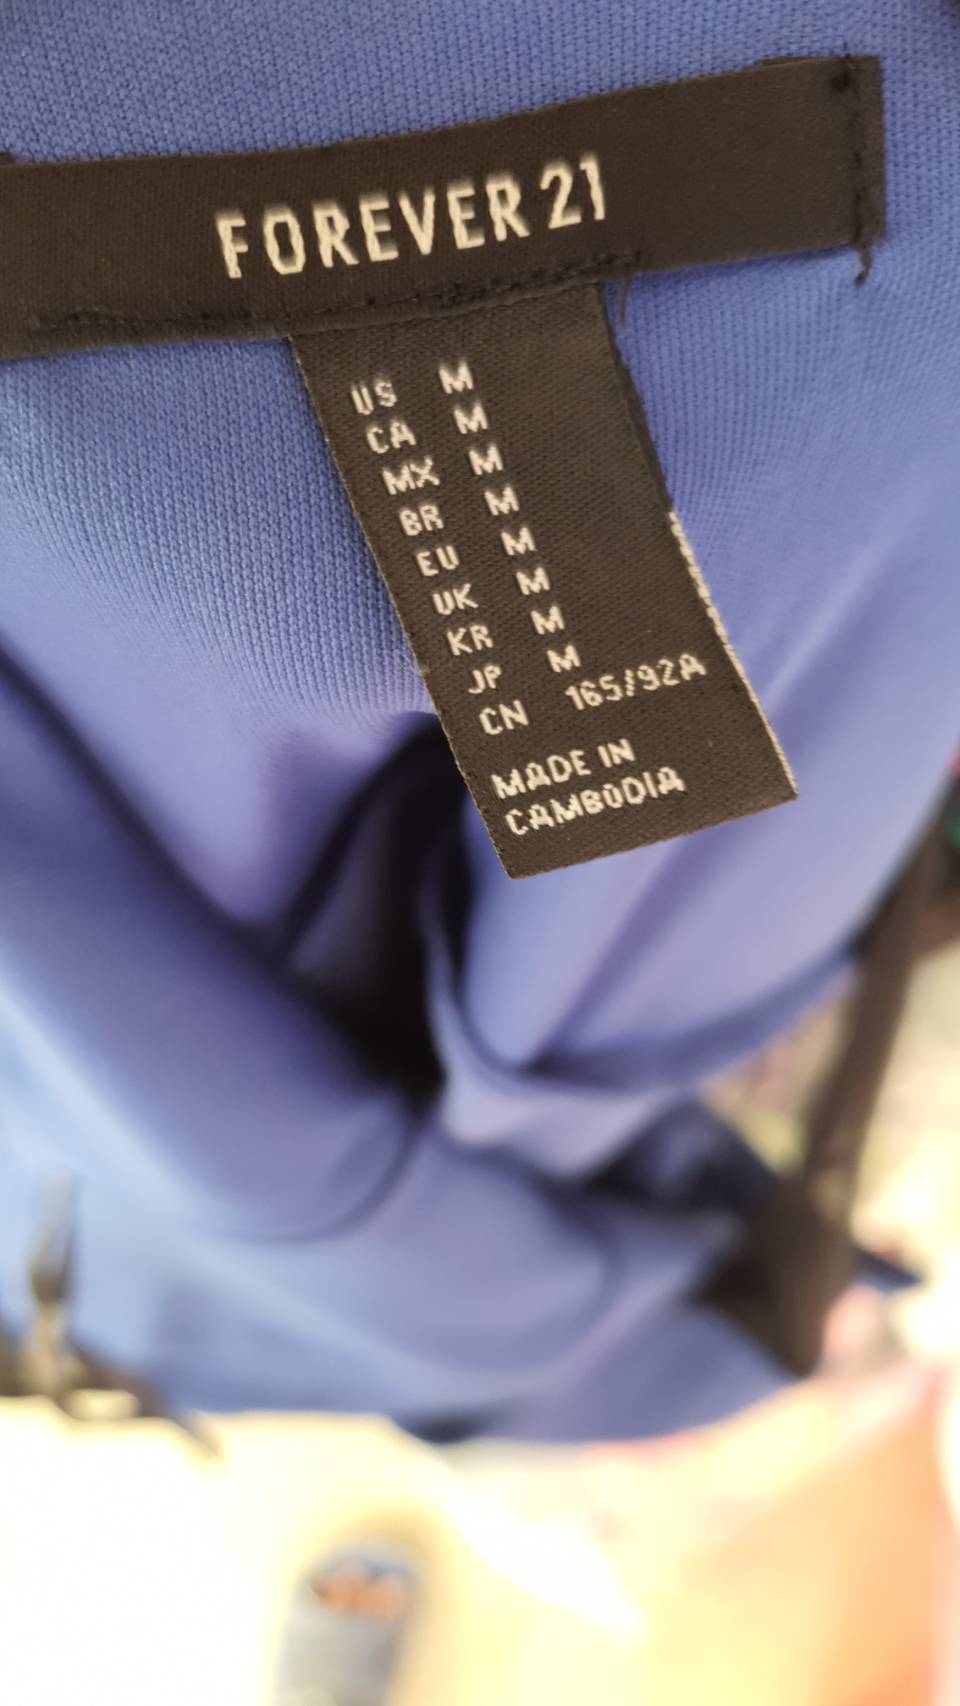 FOREVER 21
US M
CA M
MX M
BR M
EU M
UK M
KR M
JP M
CN 165/92A
MADE IN
CAMBODIA